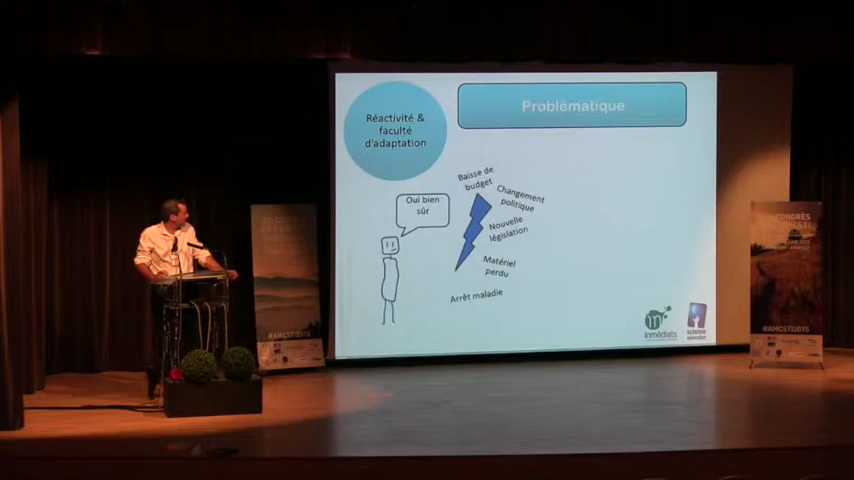 Réactivité &
faculté
d'adaptation
Problématique
Baisse de
budget
Changement
politique
Oui bien
sûr
Nouvelle
législation
Matériel
perdu
Arrêt maladie
inmédiats
science
animation
#AMCSTI2015
CONGRÈS
#AMCSTI2015